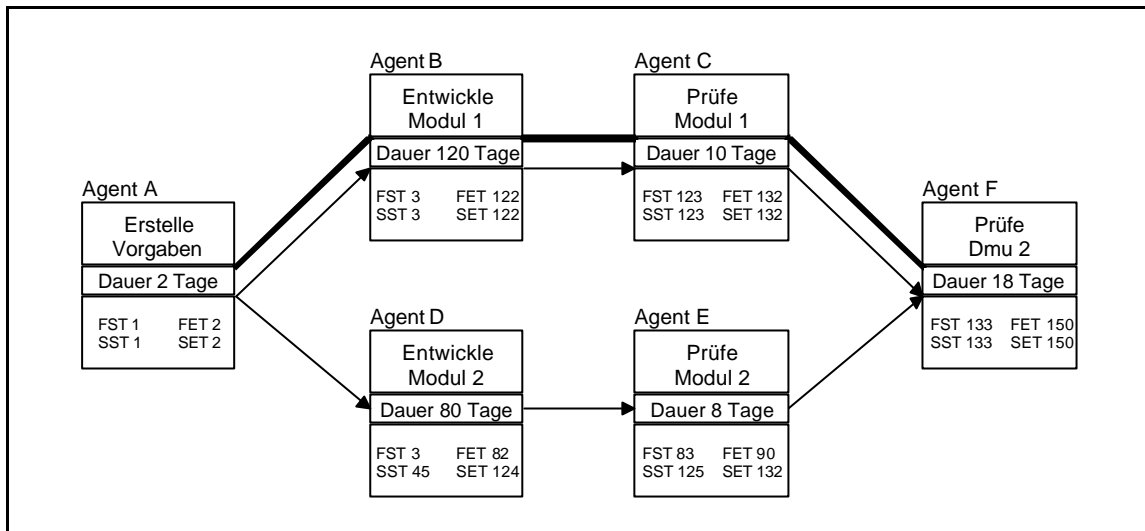 Agent A
Erstelle
Vorgaben
Dauer 2 Tage
FST 1 FET 2
SST 1 SET 2
Agent B
Entwickle
Modul 1
Dauer 120 Tage
FST 3 FET 122
SST 3 SET 122
Agent C
Prüfe
Modul 1
Dauer 10 Tage
FST 123 FET 132
SST 123 SET 132
Agent D
Entwickle
Modul 2
Dauer 80 Tage
FST 3 FET 82
SST 45 SET 124
Agent E
Prüfe
Modul 2
Dauer 8 Tage
FST 83 FET 90
SST 125 SET 132
Agent F
Prüfe
Dmu 2
Dauer 18 Tage
FST 133 FET 150
SST 133 SET 150